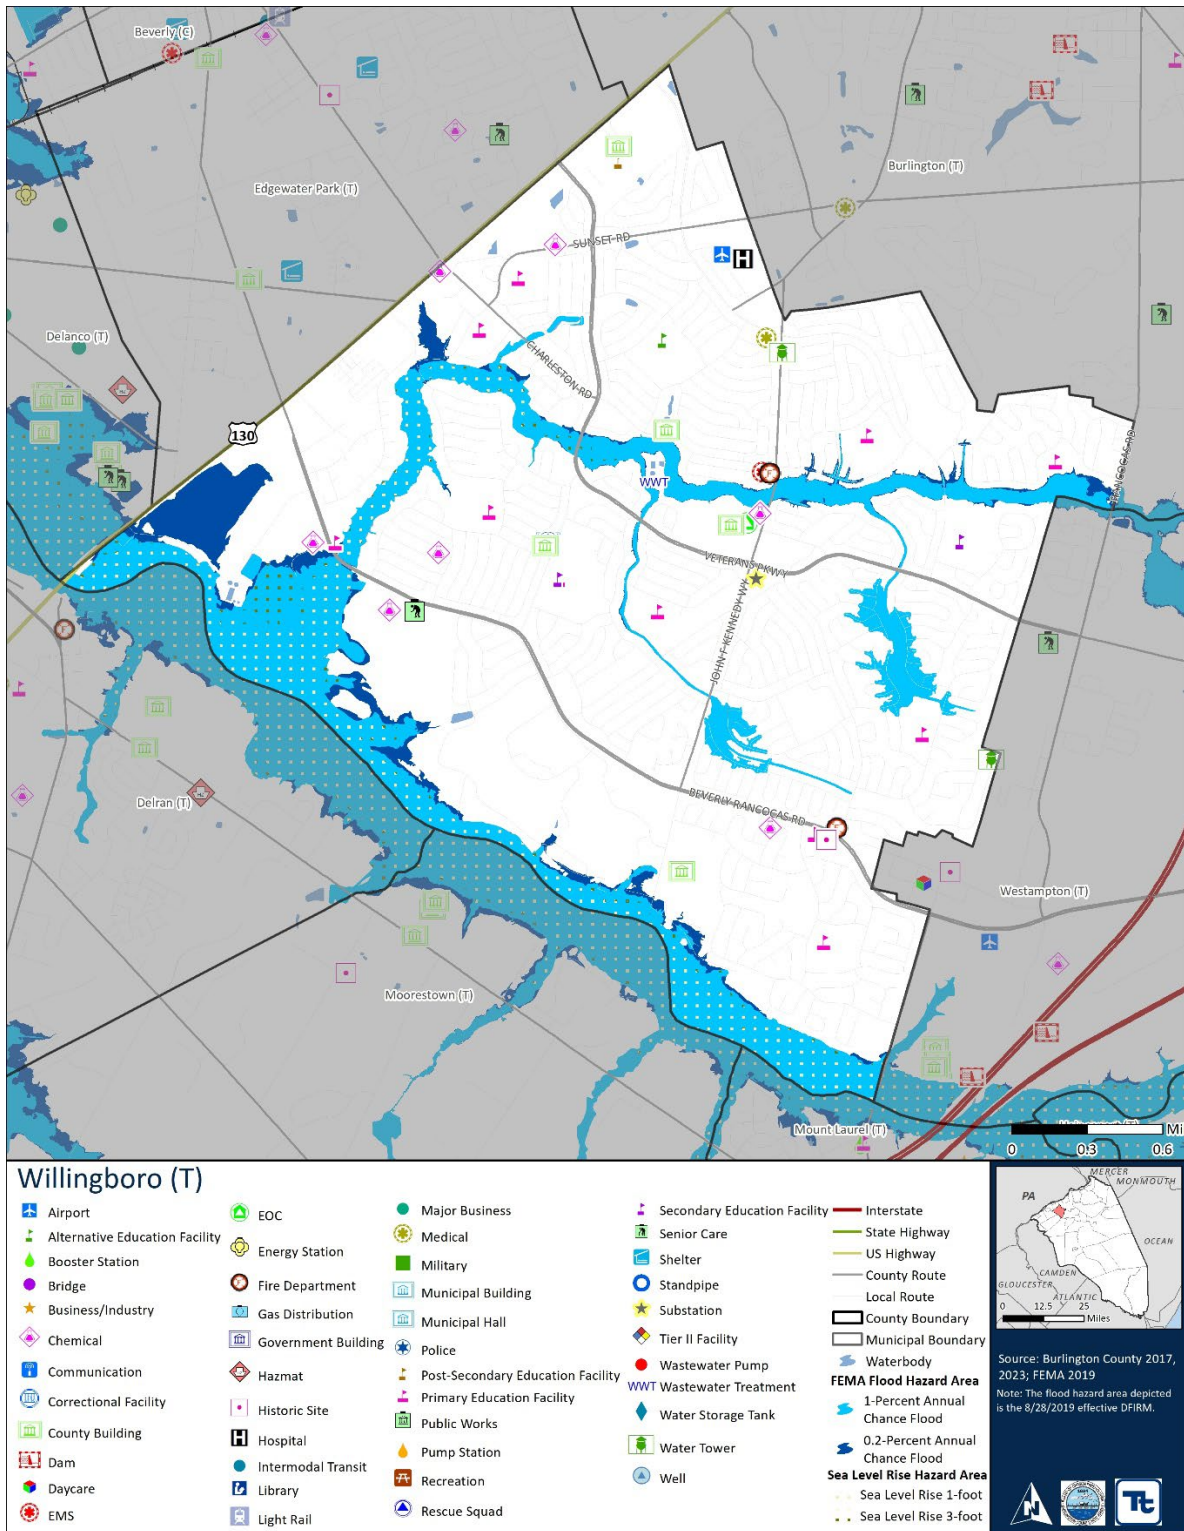 Beverly (C)
Burlington (T)
Edgewater Park (T)
SUNSET RD
Delanco (T)
CHARLESTON RD
130
RANCOCAS RD
H
WWT
VETERANS PKWY
JOHN F KENNEDY WY
Delran (T)
BEVERLY RANCOCAS RD
Westampton (T)
Moorestown (T)
Mount Laurel (T)
Mi
0 0.3 0.6
Willingboro (T)
Airport
Alternative Education Facility
Booster Station
Bridge
Business/Industry
Chemical
Communication
Correctional Facility
County Building
Dam
Daycare
EMS
EOC
Energy Station
Fire Department
Gas Distribution
Government Building
Hazmat
Historic Site
Hospital
Intermodal Transit
Library
Light Rail
Major Business
Medical
Military
Municipal Building
Municipal Hall
Police
Post-Secondary Education Facility
Primary Education Facility
Public Works
Pump Station
Recreation
Rescue Squad
Secondary Education Facility
Senior Care
Shelter
Standpipe
Substation
Tier II Facility
Wastewater Pump
WWT Wastewater Treatment
Water Storage Tank
Water Tower
Well
Interstate
State Highway
US Highway
County Route
Local Route
County Boundary
Municipal Boundary
Waterbody
FEMA Flood Hazard Area
1-Percent Annual
Chance Flood
0.2-Percent Annual
Chance Flood
Sea Level Rise Hazard Area
Sea Level Rise 1-foot
Sea Level Rise 3-foot
MERCER
MONMOUTH
PA
OCEAN
CAMDEN
GLOUCESTER
ATLANTIC
0 12.5 25
Miles
Source: Burlington County 2017,
2023; FEMA 2019
Note: The flood hazard area depicted
is the 8/28/2019 effective DFIRM.
N
Tt